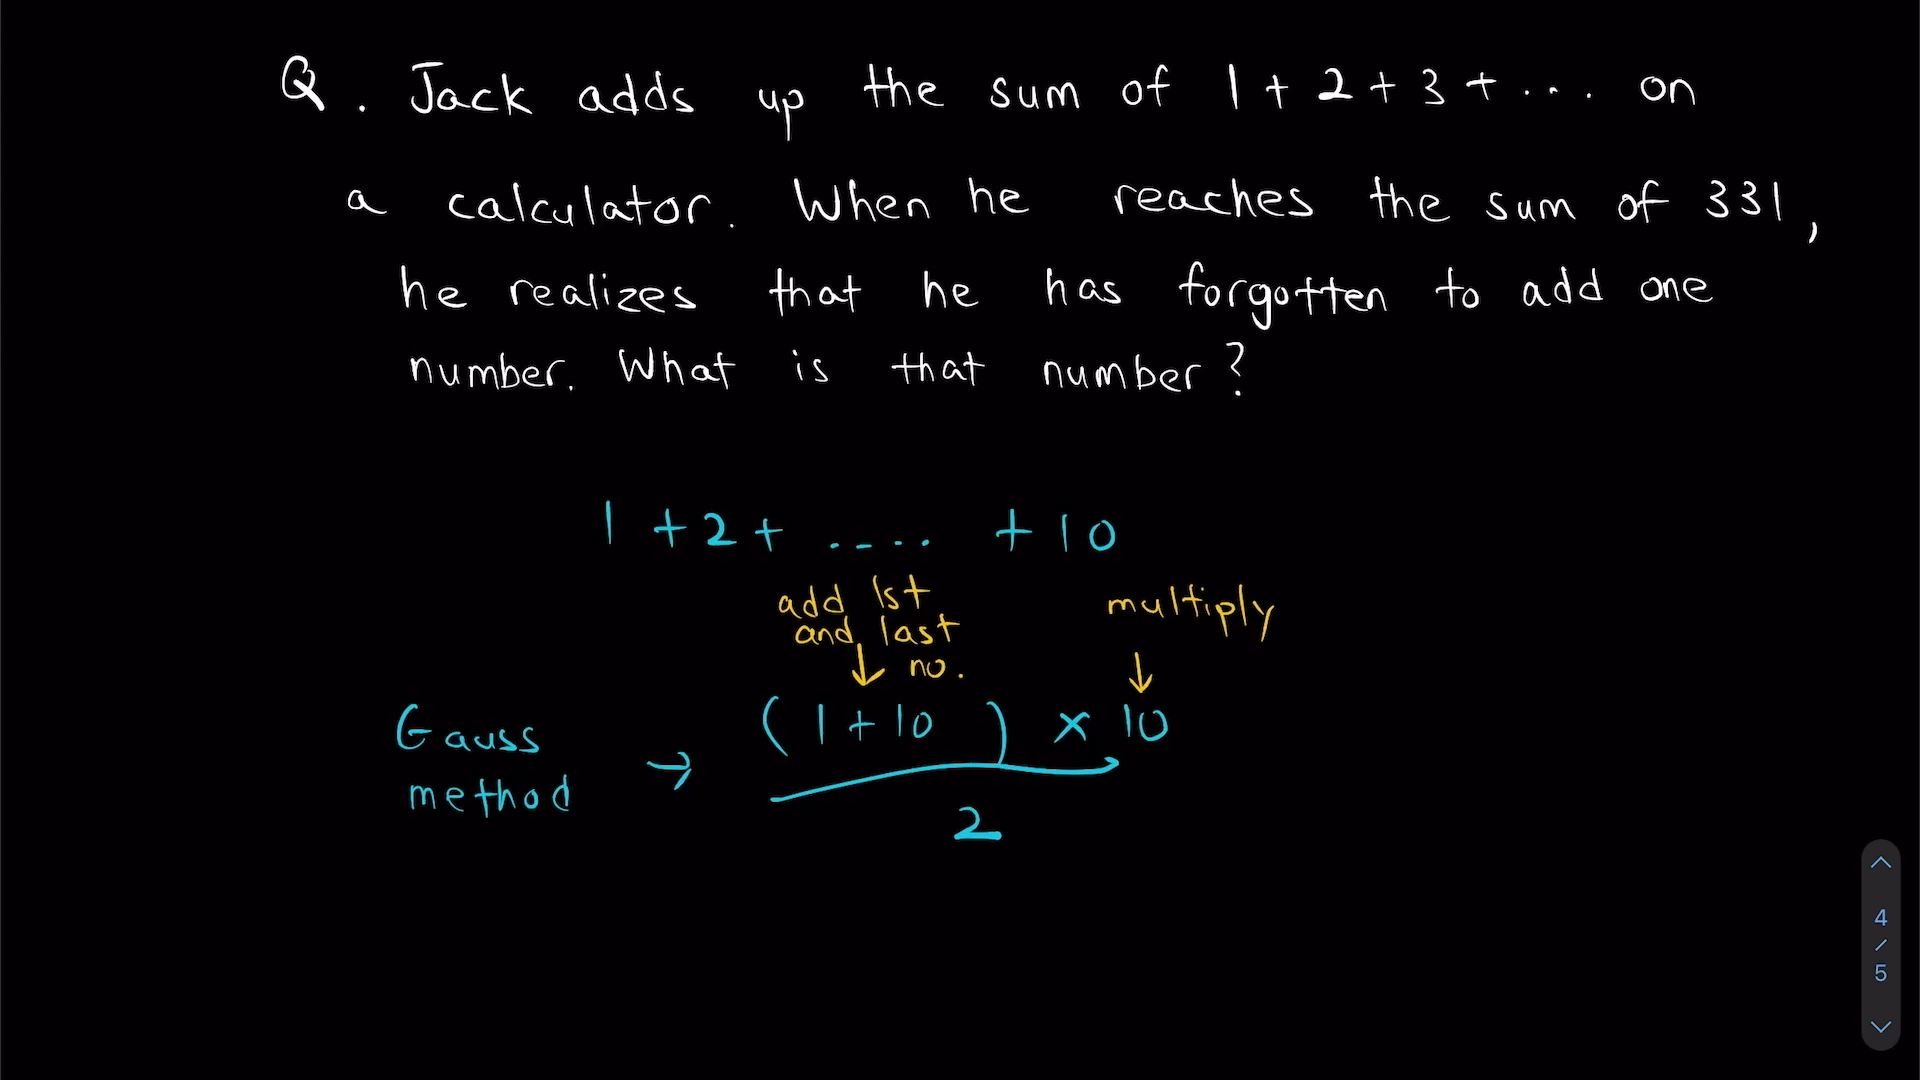 Q. Jack adds up the sum of 1 + 2 + 3 + .... on
a calculator. When he reaches the sum of 331,
he realizes that he has forgotten to add one
number. What is that number?
1 + 2 + .... + 10
add 1st
and last
no.
multiply
(1 + 10) × 10
Gauss
method →
2
4
/
5